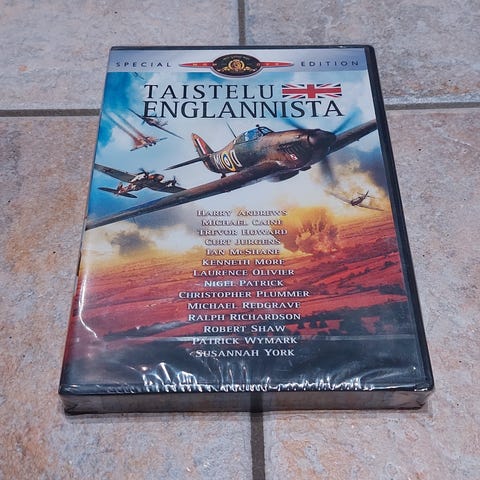 SPECIAL EDITION
TAISTELU
ENGLANNISTA
HARRY ANDREWS
MICHAEL CAINE
TREVOR HOWARD
CURT JURGENS
IAN MCSHANE
KENNETH MORE
LAURENCE OLIVIER
NIGEL PATRICK
CHRISTOPHER PLUMMER
MICHAEL REDGRAVE
RALPH RICHARDSON
ROBERT SHAW
PATRICK WYMARK
SUSANNAH YORK